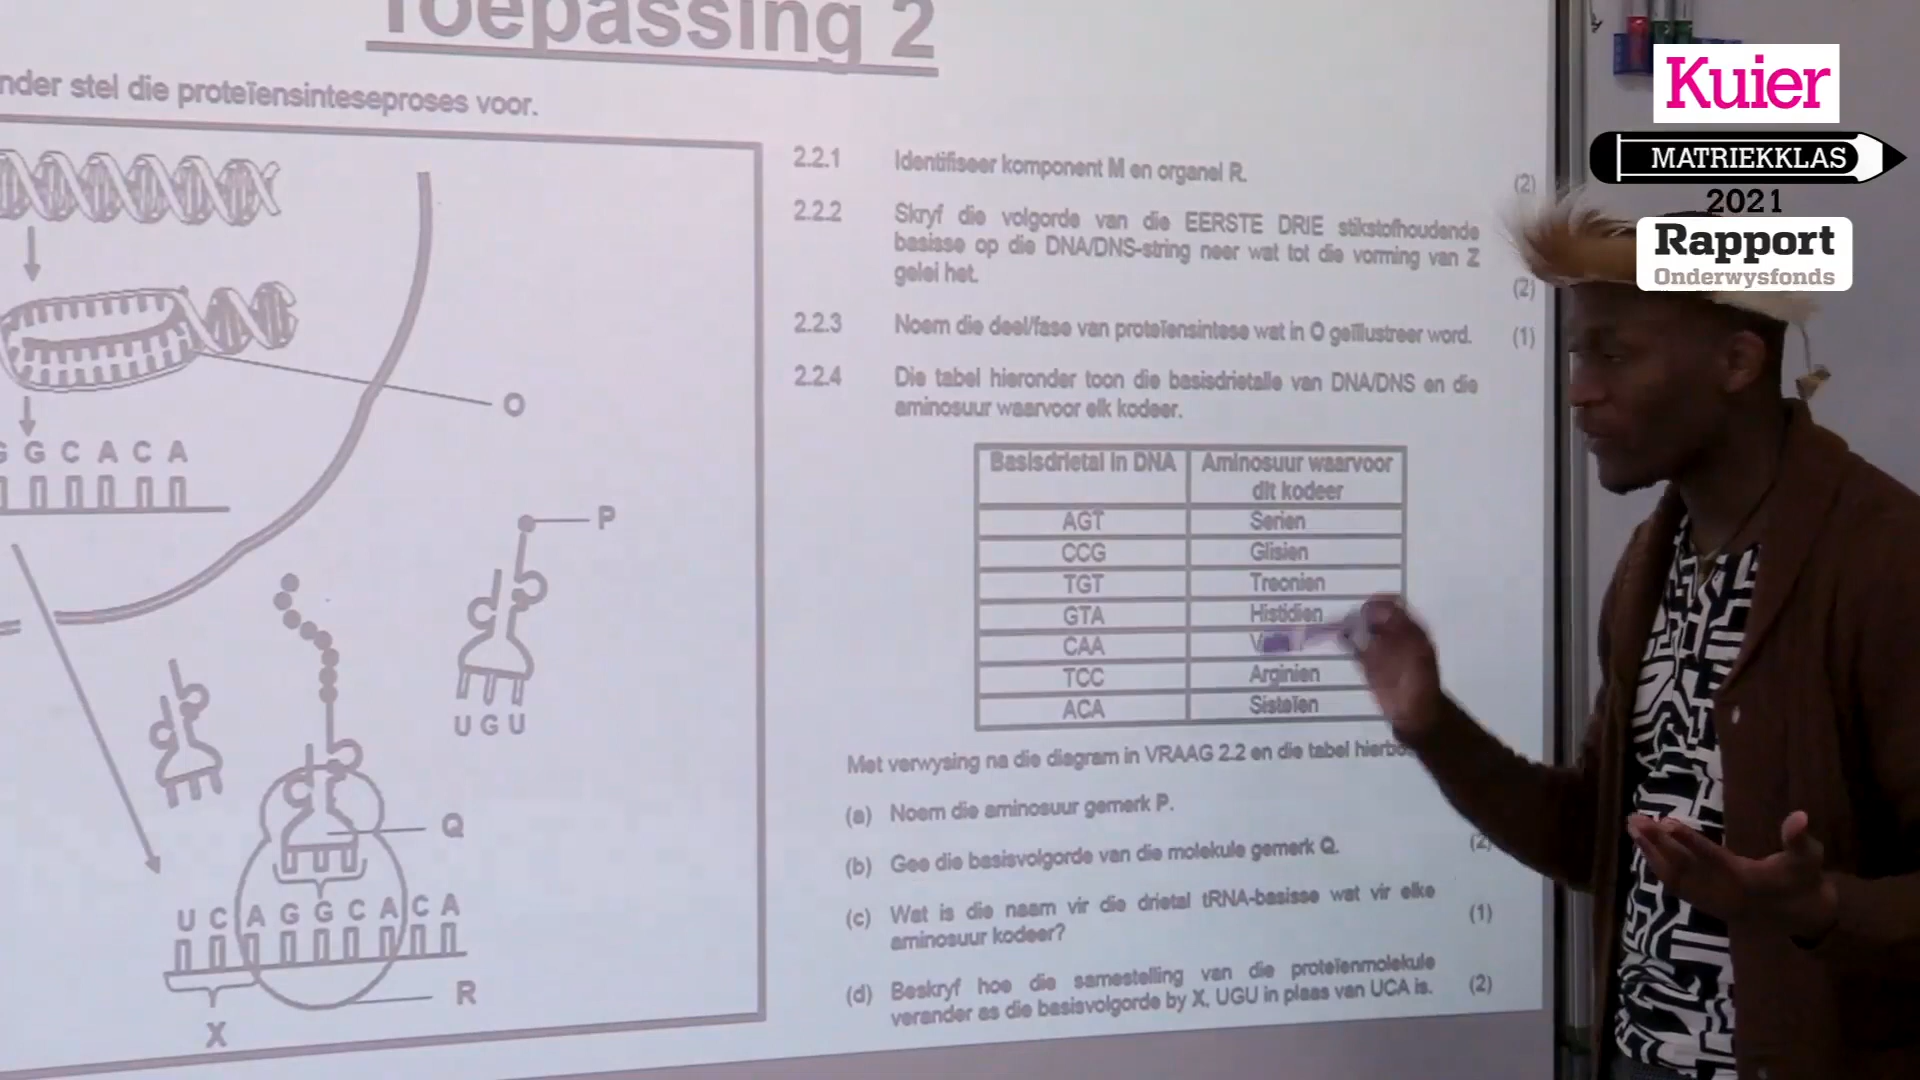 Toepassing 2
nder stel die proteïensinteseproses voor.
O
G C A C A
P
U G U
Q
U C A G G C A C A
R
X
2.2.1 Identifiseer komponent M en organel R. (2)
2.2.2 Skryf die volgorde van die EERSTE DRIE stikstofhoudende
basisse op die DNA/DNS-string neer wat tot die vorming van Z
gelei het. (2)
2.2.3 Noem die deel/fase van proteïensintese wat in O geïllustreer word. (1)
2.2.4 Die tabel hieronder toon die basisdrietalle van DNA/DNS en die
aminosuur waarvoor elk kodeer.
Basisdrietal in DNA Aminosuur waarvoor
dit kodeer
AGT Serien
CCG Glisien
TGT Treonien
GTA Histidien
CAA
TCC Arginien
ACA Sisteïen
Met verwysing na die diagram in VRAAG 2.2 en die tabel
(a) Noem die aminosuur gemerk P.
(b) Gee die basisvolgorde van die molekule gemerk Q. (2)
(c) Wat is die naam vir die drietal tRNA-basisse wat vir elke
aminosuur kodeer? (1)
(d) Beskryf hoe die samestelling van die proteïenmolekule
verander as die basisvolgorde by X, UGU in plaas van UCA is. (2)
Kuier
MATRIEKKLAS
2021
Rapport
Onderwysfonds